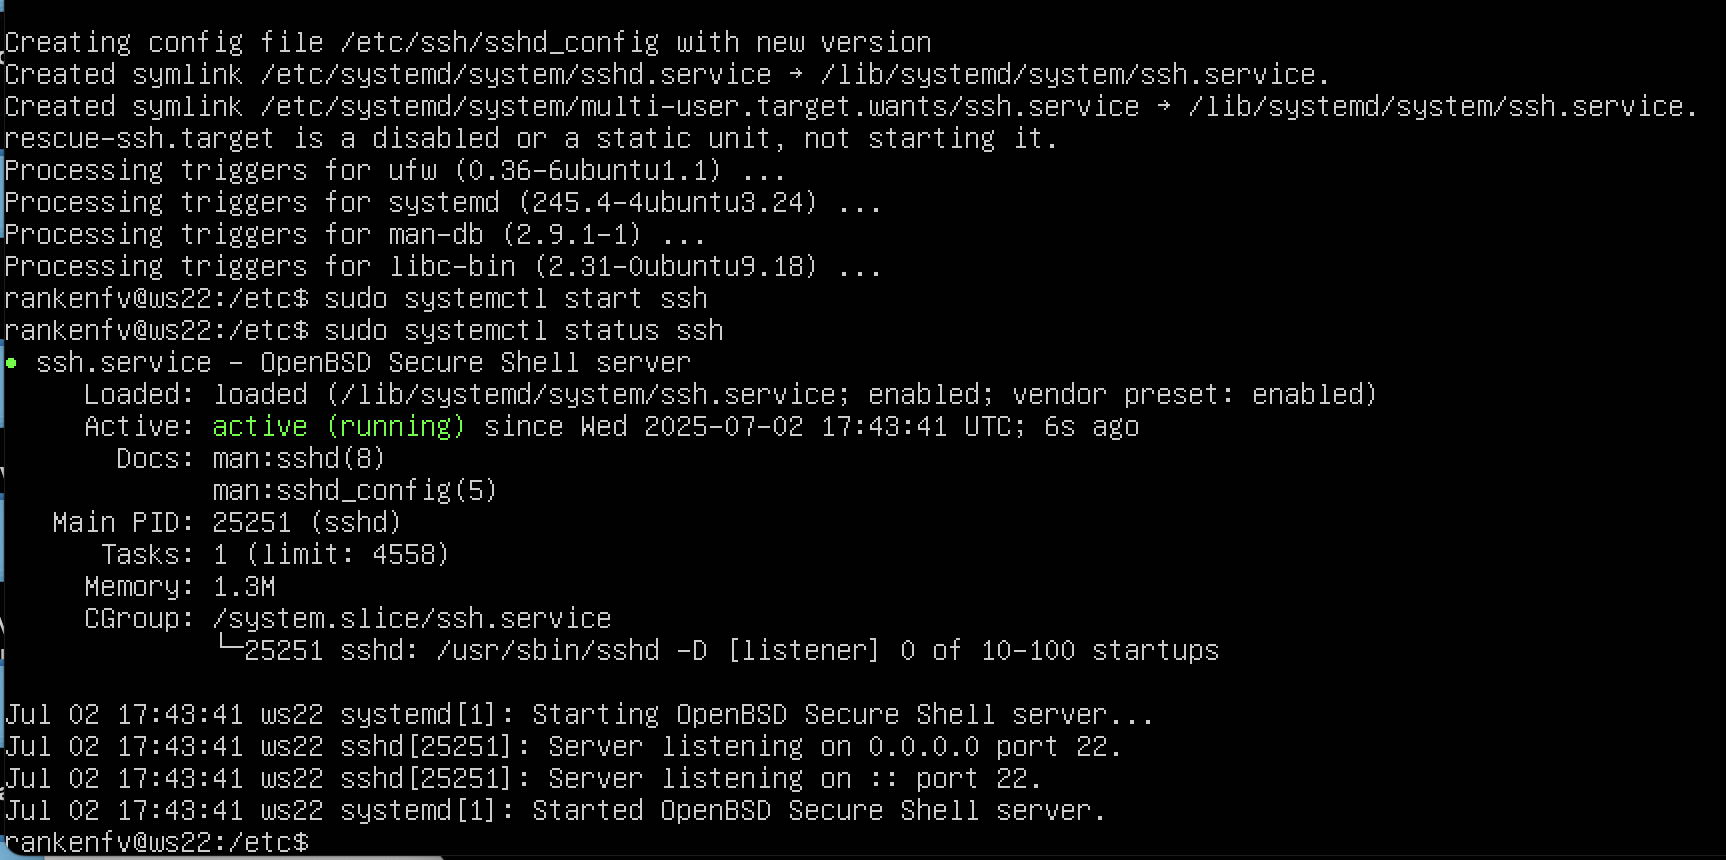 Creating config file /etc/ssh/sshd_config with new version
Created symlink /etc/systemd/system/sshd.service → /lib/systemd/system/ssh.service.
Created symlink /etc/systemd/system/multi-user.target.wants/ssh.service → /lib/systemd/system/ssh.service.
rescue-ssh.target is a disabled or a static unit, not starting it.
Processing triggers for ufw (0.36-6ubuntu1.1) ...
Processing triggers for systemd (245.4-4ubuntu3.24) ...
Processing triggers for man-db (2.9.1-1) ...
Processing triggers for libc-bin (2.31-0ubuntu9.18) ...
rankenfv@ws22:/etc$ sudo systemctl start ssh
rankenfv@ws22:/etc$ sudo systemctl status ssh
● ssh.service - OpenBSD Secure Shell server
     Loaded: loaded (/lib/systemd/system/ssh.service; enabled; vendor preset: enabled)
     Active: active (running) since Wed 2025-07-02 17:43:41 UTC; 6s ago
       Docs: man:sshd(8)
             man:sshd_config(5)
   Main PID: 25251 (sshd)
      Tasks: 1 (limit: 4558)
     Memory: 1.3M
     CGroup: /system.slice/ssh.service
             └─25251 sshd: /usr/sbin/sshd -D [listener] 0 of 10-100 startups
Jul 02 17:43:41 ws22 systemd[1]: Starting OpenBSD Secure Shell server...
Jul 02 17:43:41 ws22 sshd[25251]: Server listening on 0.0.0.0 port 22.
Jul 02 17:43:41 ws22 sshd[25251]: Server listening on :: port 22.
Jul 02 17:43:41 ws22 systemd[1]: Started OpenBSD Secure Shell server.
rankenfv@ws22:/etc$